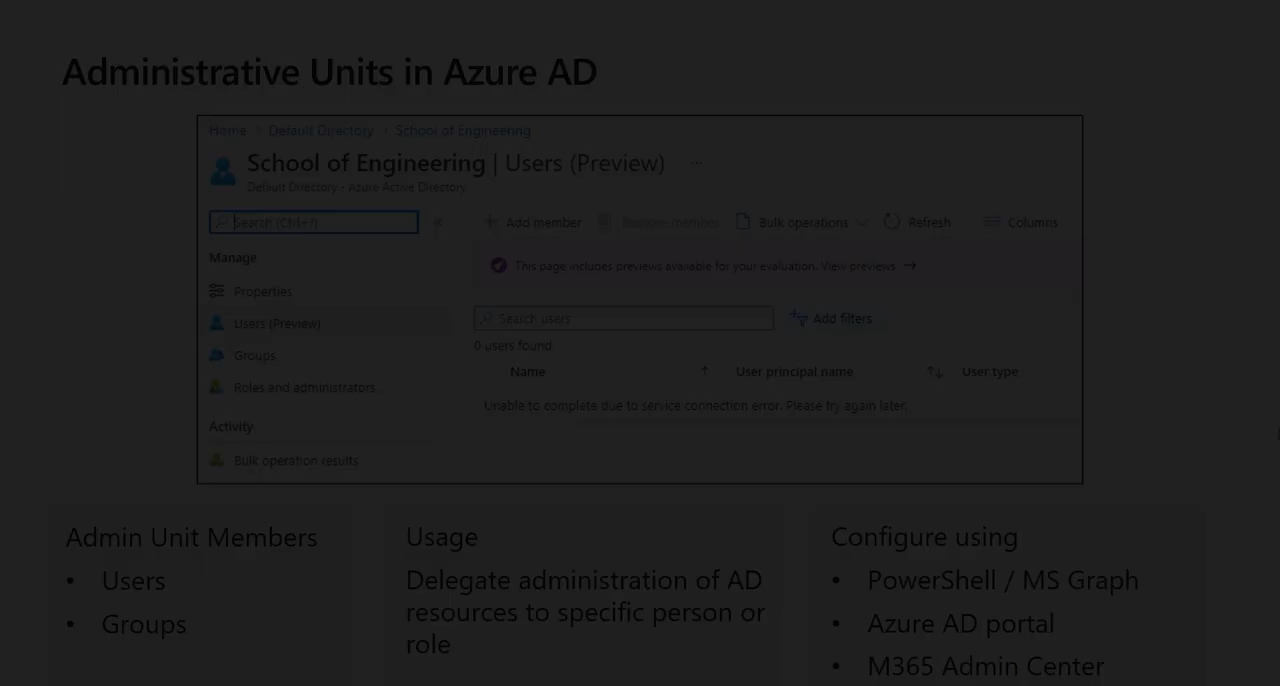 Administrative Units in Azure AD
Home > Default Directory > School of Engineering
School of Engineering | Users (Preview) ...
Default Directory - Azure Active Directory
Search (Ctrl+/) «
+ Add member Remove member Bulk operations Refresh Columns
Manage
This page includes previews available for your evaluation. View previews →
Properties
Users (Preview)
Groups
Roles and administrators
Activity
Bulk operation results
Search users Add filters
0 users found
Name ↑ User principal name ↑↓ User type
Unable to complete due to service connection error. Please try again later.
Admin Unit Members
• Users
• Groups
Usage
Delegate administration of AD
resources to specific person or
role
Configure using
• PowerShell / MS Graph
• Azure AD portal
• M365 Admin Center